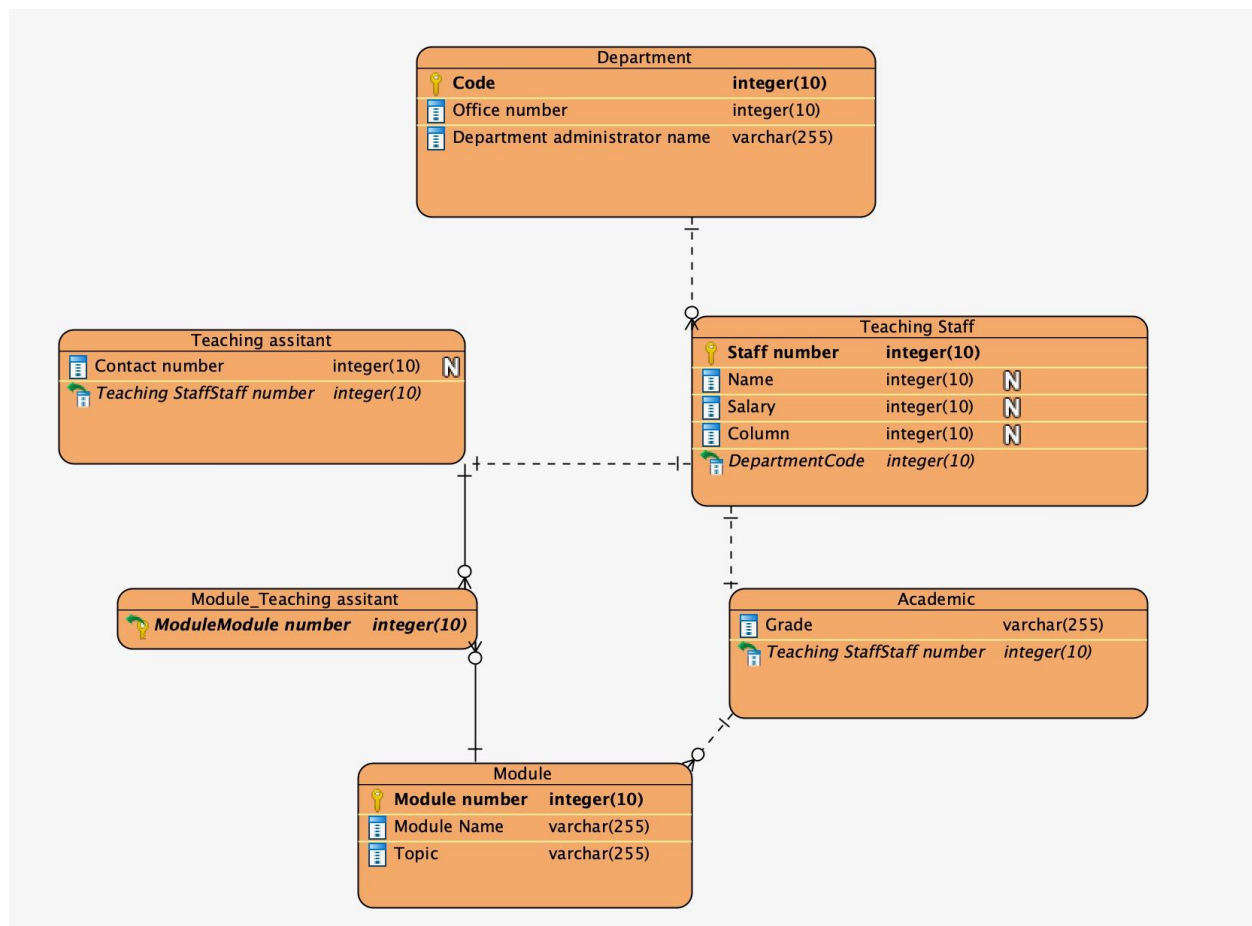 Department
Code integer(10)
Office number integer(10)
Department administrator name varchar(255)
Teaching assitant
Contact number integer(10) N
Teaching StaffStaff number integer(10)
Teaching Staff
Staff number integer(10)
Name integer(10) N
Salary integer(10) N
Column integer(10) N
DepartmentCode integer(10)
Module_Teaching assitant
ModuleModule number integer(10)
Academic
Grade varchar(255)
Teaching StaffStaff number integer(10)
Module
Module number integer(10)
Module Name varchar(255)
Topic varchar(255)